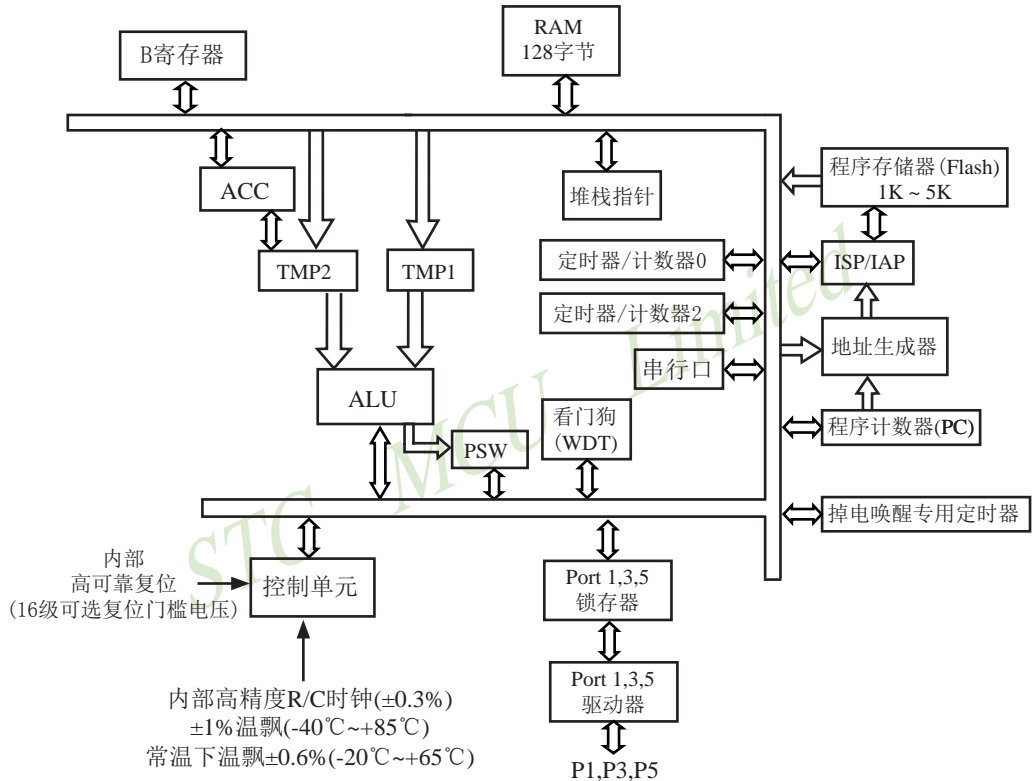 B寄存器
RAM
128字节
ACC
堆栈指针
程序存储器(Flash)
1K ~ 5K
TMP2
TMP1
定时器/计数器0
ISP/IAP
定时器/计数器2
地址生成器
串行口
ALU
看门狗
(WDT)
程序计数器(PC)
PSW
掉电唤醒专用定时器
内部
高可靠复位
(16级可选复位门槛电压)
控制单元
Port 1,3,5
锁存器
内部高精度R/C时钟(±0.3%)
±1%温飘(-40℃~+85℃)
常温下温飘±0.6%(-20℃~+65℃)
Port 1,3,5
驱动器
P1,P3,P5
STC MCU Limited